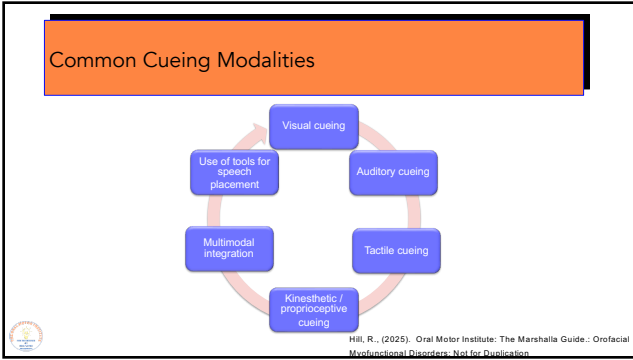 Common Cueing Modalities
Visual cueing
Auditory cueing
Tactile cueing
Kinesthetic /
proprioceptive
cueing
Multimodal
integration
Use of tools for
speech
placement
Hill, R., (2025). Oral Motor Institute: The Marshalla Guide.: Orofacial
Myofunctional Disorders: Not for Duplication